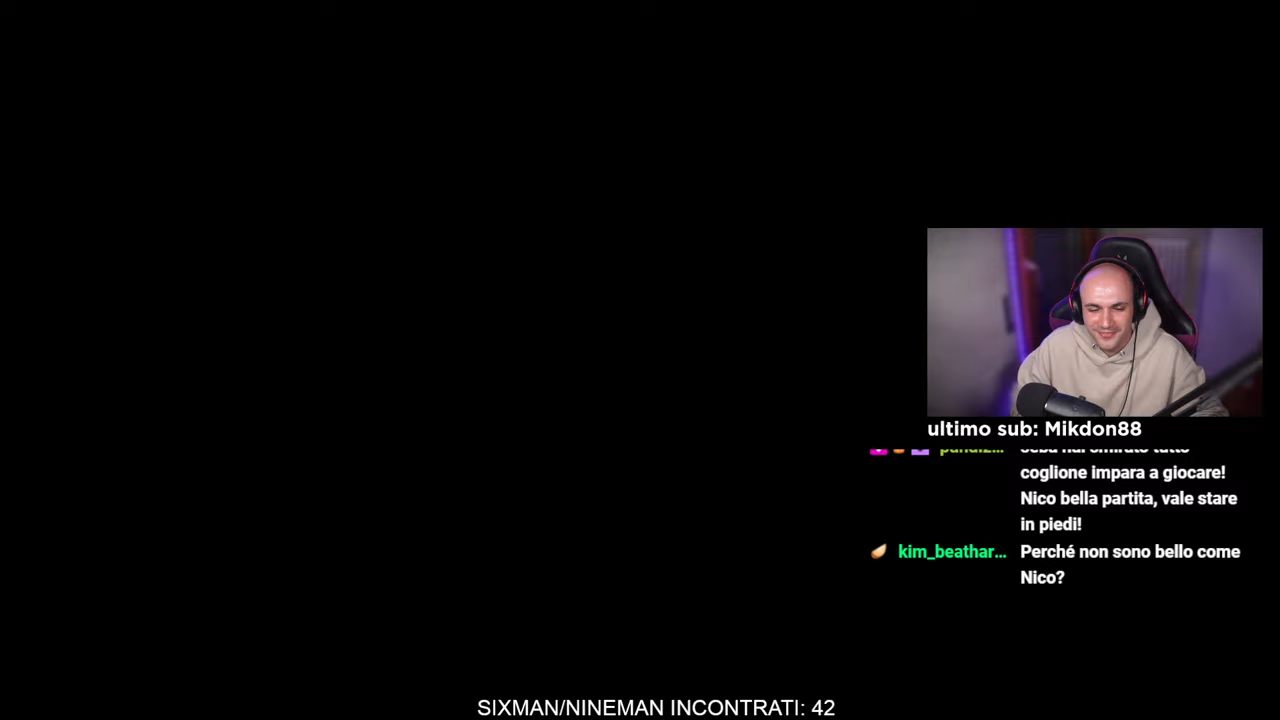 ultimo sub: Mikdon88
coglione impara a giocare!
Nico bella partita, vale stare
in piedi!
kim_beathar... Perché non sono bello come
Nico?
SIXMAN/NINEMAN INCONTRATI: 42